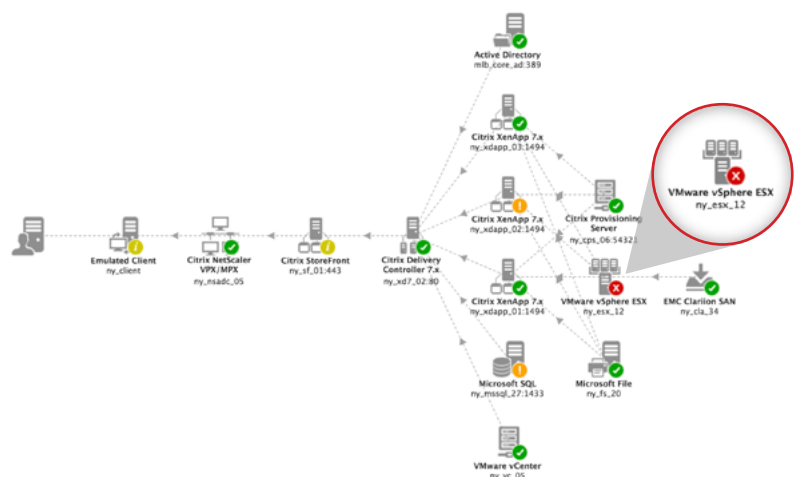 Active Directory
mlb_core_ad:389
Citrix XenApp 7.x
ny_xdapp_03:1494
VMware vSphere ESX
ny_esx_12
Citrix XenApp 7.x
ny_xdapp_02:1494
Citrix Provisioning
Server
ny_cps_06:54321
Emulated Client
ny_client
Citrix NetScaler
VPX/MPX
ny_nsadc_05
Citrix StoreFront
ny_sf_01:443
Citrix Delivery
Controller 7.x
ny_xd7_02:80
Citrix XenApp 7.x
ny_xdapp_01:1494
VMware vSphere ESX
ny_esx_12
EMC Clariion SAN
ny_cla_34
Microsoft SQL
ny_mssql_27:1433
Microsoft File
ny_fs_20
VMware vCenter
ny_vc_05